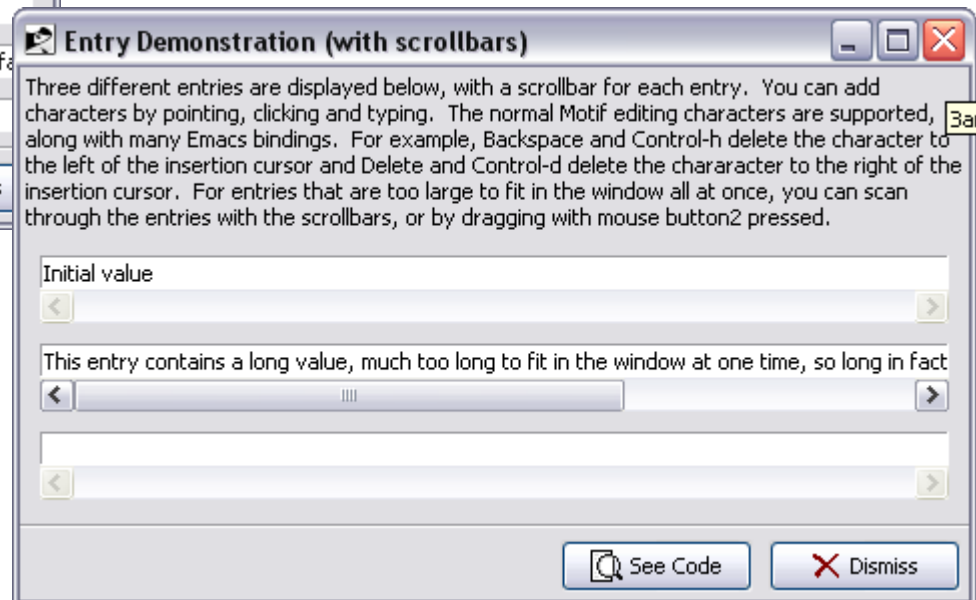 Entry Demonstration (with scrollbars)
Three different entries are displayed below, with a scrollbar for each entry. You can add
characters by pointing, clicking and typing. The normal Motif editing characters are supported,
along with many Emacs bindings. For example, Backspace and Control-h delete the character to
the left of the insertion cursor and Delete and Control-d delete the chararacter to the right of the
insertion cursor. For entries that are too large to fit in the window all at once, you can scan
through the entries with the scrollbars, or by dragging with mouse button2 pressed.
Initial value
This entry contains a long value, much too long to fit in the window at one time, so long in fact
See Code
Dismiss